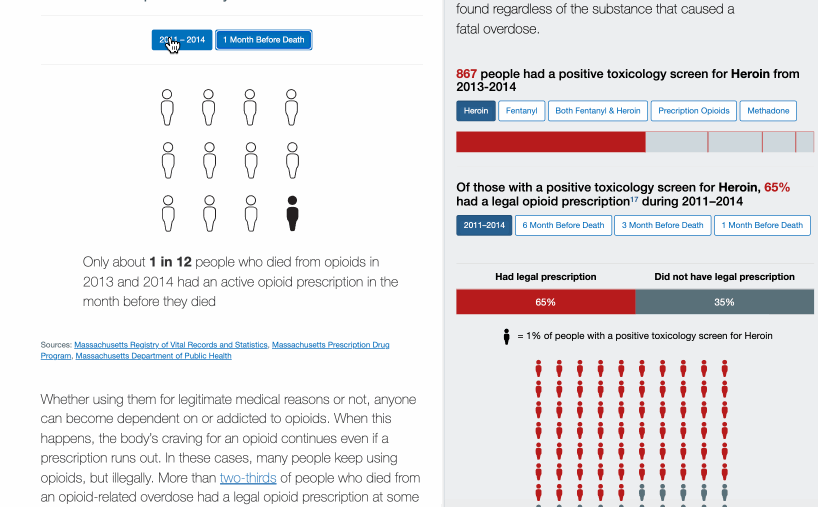 2011 – 2014
1 Month Before Death
Only about 1 in 12 people who died from opioids in
2013 and 2014 had an active opioid prescription in the
month before they died
Sources: Massachusetts Registry of Vital Records and Statistics, Massachusetts Prescription Drug
Program, Massachusetts Department of Public Health
Whether using them for legitimate medical reasons or not, anyone
can become dependent on or addicted to opioids. When this
happens, the body's craving for an opioid continues even if a
prescription runs out. In these cases, many people keep using
opioids, but illegally. More than two-thirds of people who died from
an opioid-related overdose had a legal opioid prescription at some
found regardless of the substance that caused a
fatal overdose.
867 people had a positive toxicology screen for Heroin from
2013-2014
Heroin
Fentanyl
Both Fentanyl & Heroin
Precription Opioids
Methadone
Of those with a positive toxicology screen for Heroin, 65%
had a legal opioid prescription17 during 2011–2014
2011–2014
6 Month Before Death
3 Month Before Death
1 Month Before Death
Had legal prescription
Did not have legal prescription
65%
35%
= 1% of people with a positive toxicology screen for Heroin